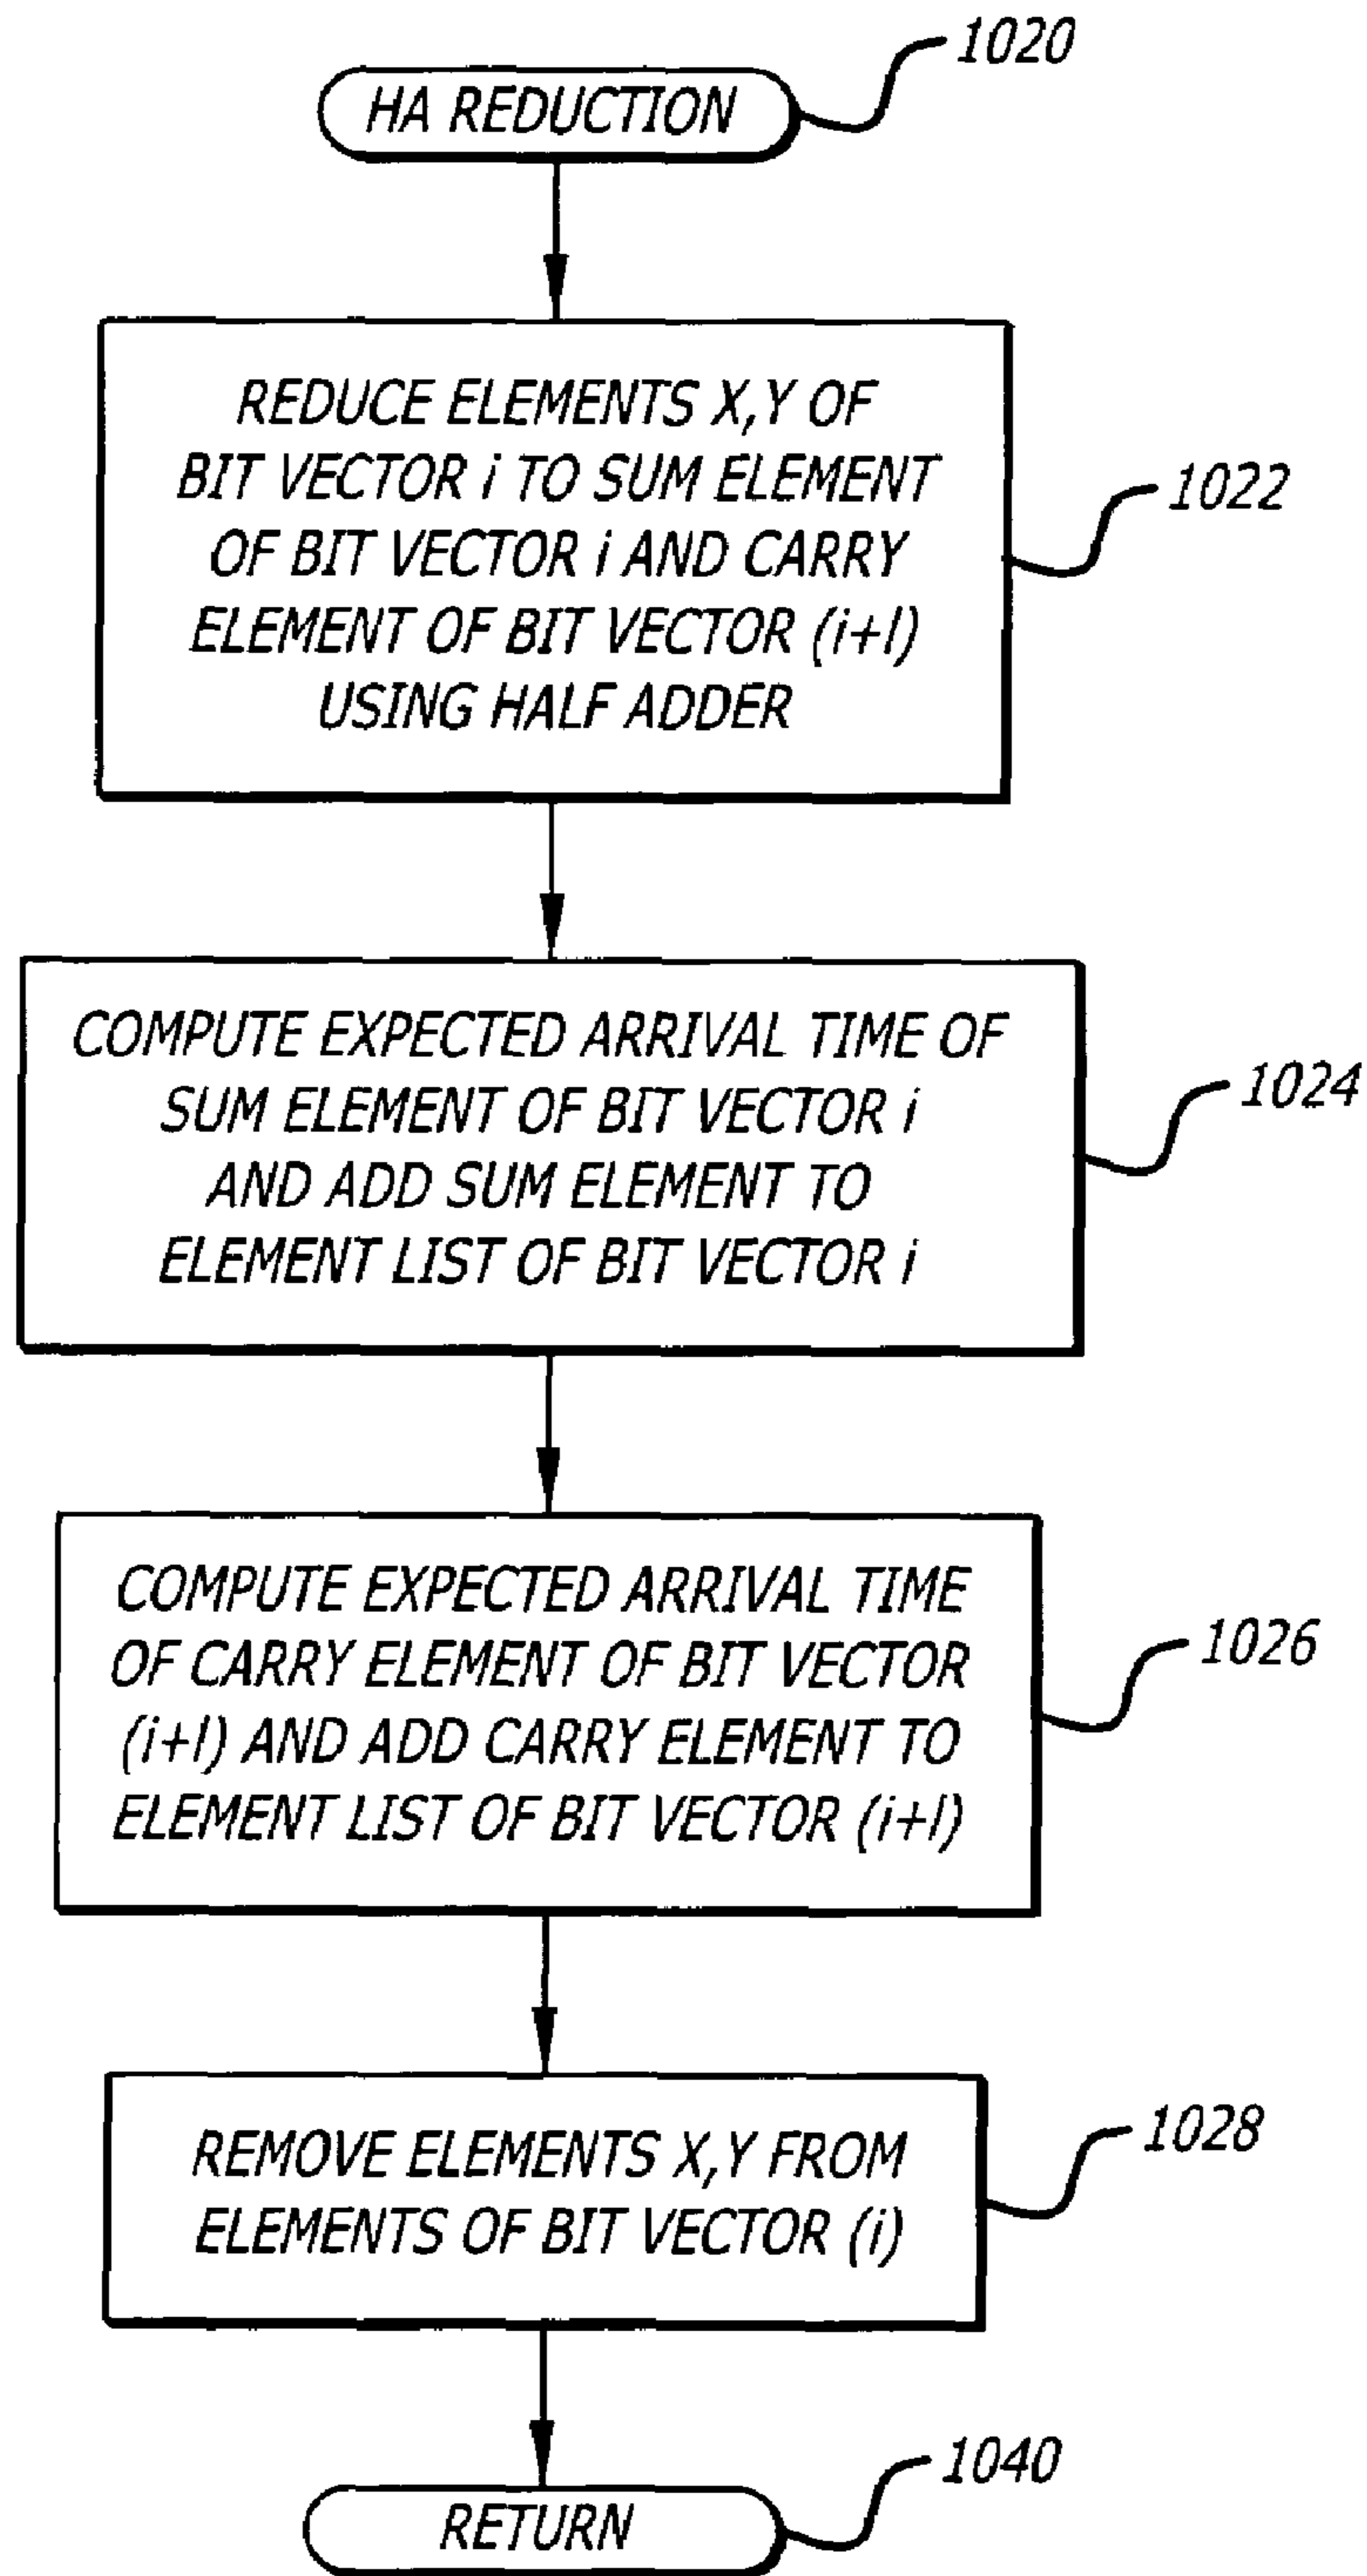 1020
HA REDUCTION
REDUCE ELEMENTS X,Y OF
BIT VECTOR i TO SUM ELEMENT
OF BIT VECTOR i AND CARRY
ELEMENT OF BIT VECTOR (i+l)
USING HALF ADDER
1022
COMPUTE EXPECTED ARRIVAL TIME OF
SUM ELEMENT OF BIT VECTOR i
AND ADD SUM ELEMENT TO
ELEMENT LIST OF BIT VECTOR i
1024
COMPUTE EXPECTED ARRIVAL TIME
OF CARRY ELEMENT OF BIT VECTOR
(i+l) AND ADD CARRY ELEMENT TO
ELEMENT LIST OF BIT VECTOR (i+l)
1026
REMOVE ELEMENTS X,Y FROM
ELEMENTS OF BIT VECTOR (i)
1028
1040
RETURN